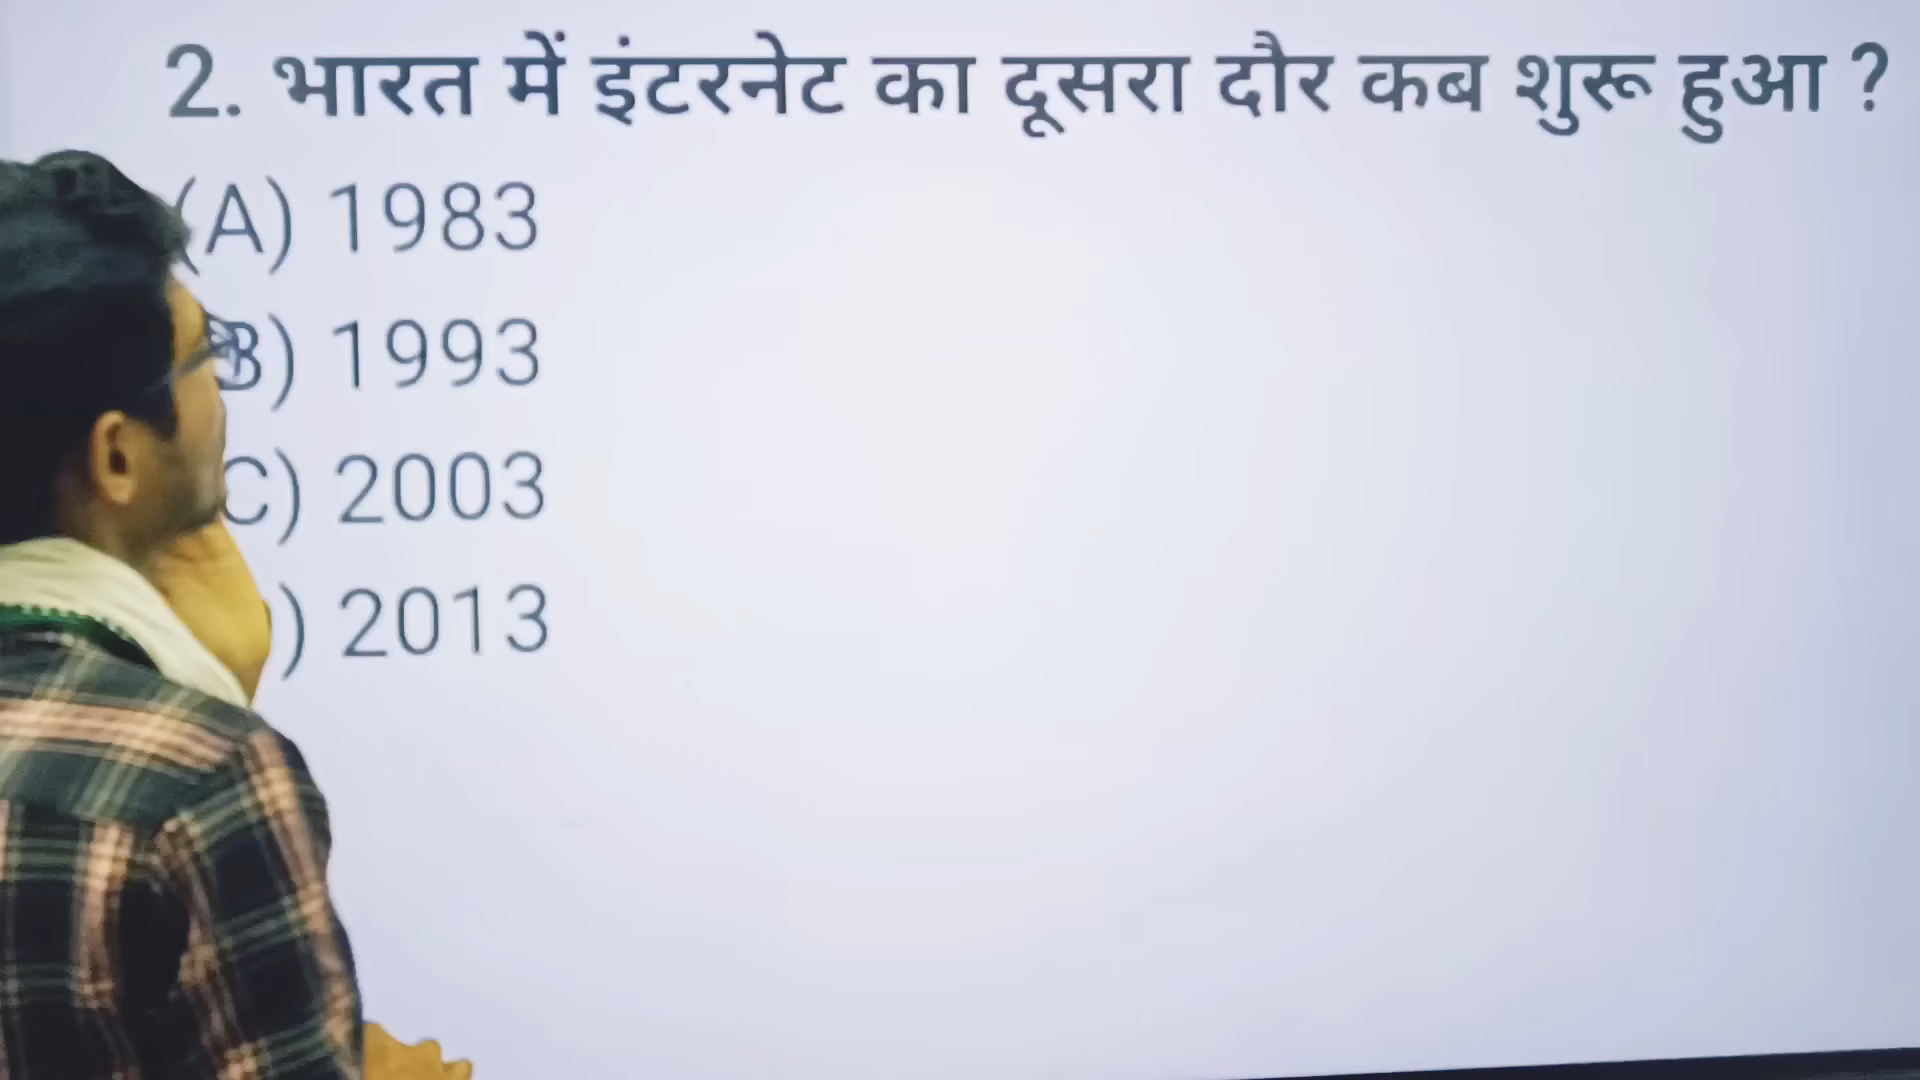 2. भारत में इंटरनेट का दूसरा दौर कब शुरू हुआ ?
(A) 1983
B) 1993
C) 2003
) 2013